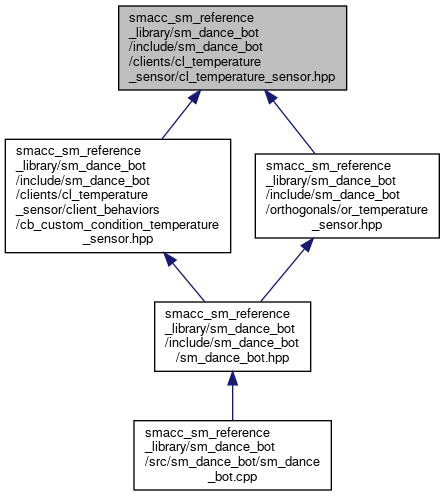 smacc_sm_reference
_library/sm_dance_bot
/include/sm_dance_bot
/clients/cl_temperature
_sensor/cl_temperature_sensor.hpp
smacc_sm_reference
_library/sm_dance_bot
/include/sm_dance_bot
/clients/cl_temperature
_sensor/client_behaviors
/cb_custom_condition_temperature
_sensor.hpp
smacc_sm_reference
_library/sm_dance_bot
/include/sm_dance_bot
/orthogonals/or_temperature
_sensor.hpp
smacc_sm_reference
_library/sm_dance_bot
/include/sm_dance_bot
/sm_dance_bot.hpp
smacc_sm_reference
_library/sm_dance_bot
/src/sm_dance_bot/sm_dance
_bot.cpp